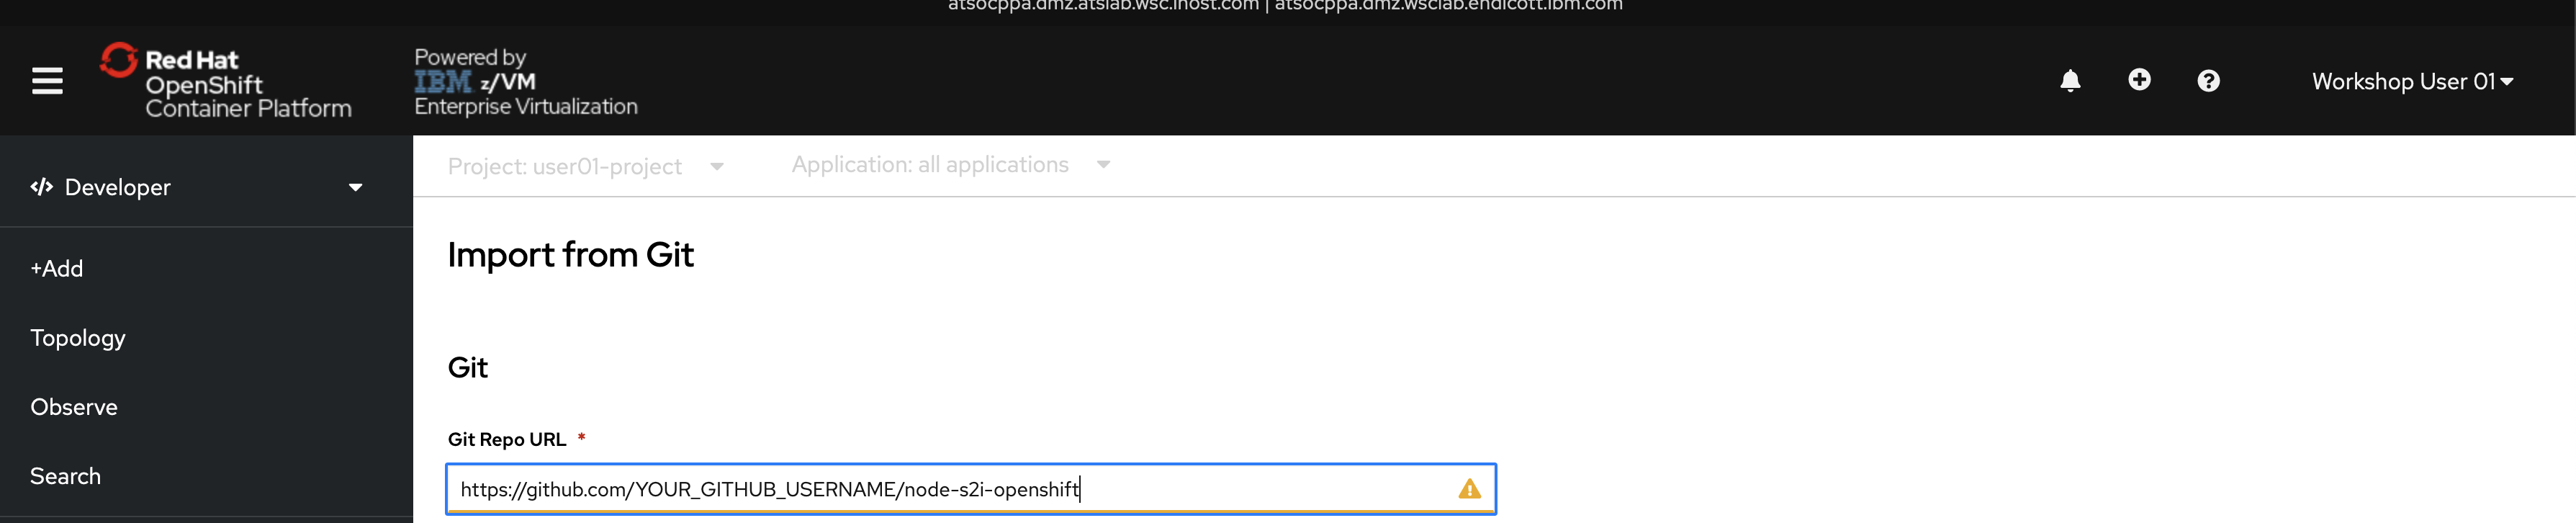 atsocppa.dmz.atslab.wsc.ihost.com | atsocppa.dmz.wsclab.endicott.ibm.com
Red Hat
OpenShift
Container Platform
Powered by
IBM z/VM
Enterprise Virtualization
Workshop User 01
Developer
Project: user01-project
Application: all applications
+Add
Topology
Observe
Search
Import from Git
Git
Git Repo URL *
https://github.com/YOUR_GITHUB_USERNAME/node-s2i-openshift